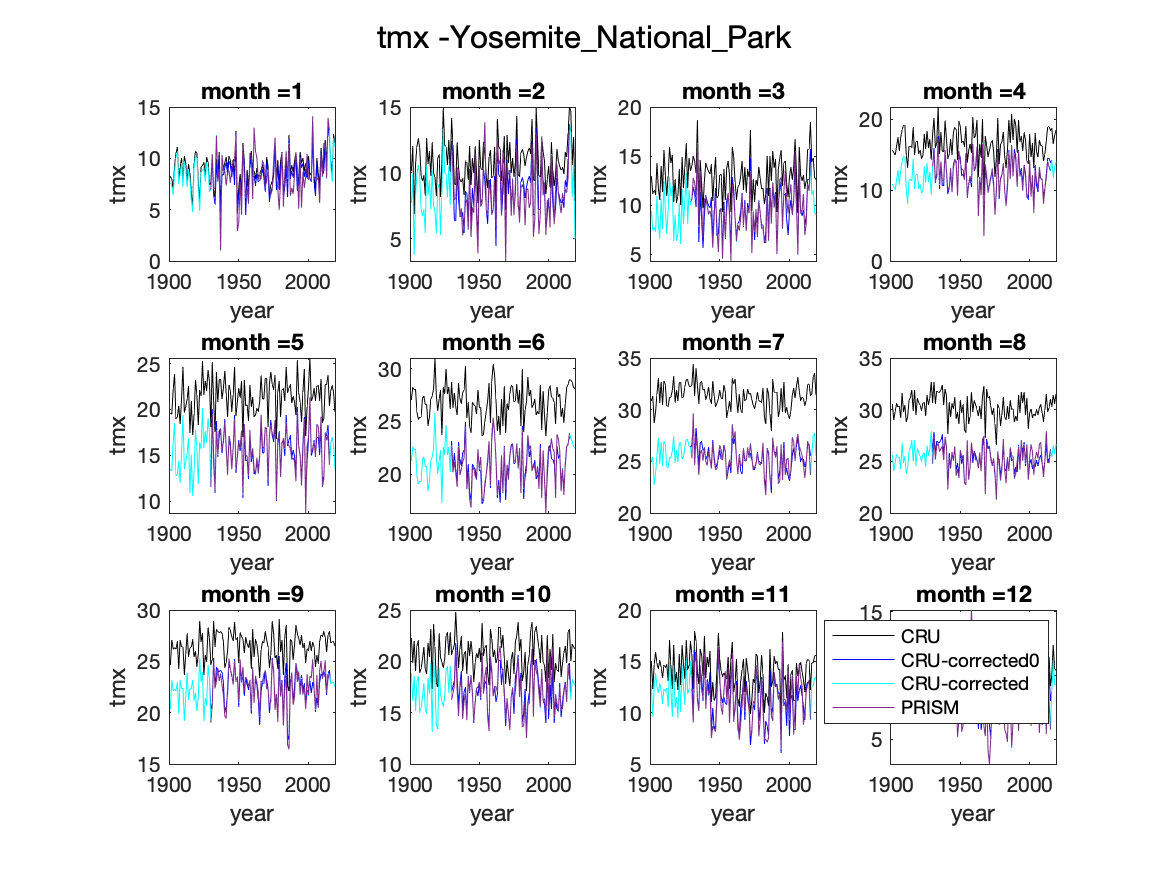 tmx -Yosemite_National_Park
month =1
month =2
month =3
month =4
15
10
5
0
tmx
1900
1950
2000
year
15
10
5
tmx
1900
1950
2000
year
20
15
10
5
tmx
1900
1950
2000
year
20
10
0
tmx
1900
1950
2000
year
month =5
month =6
month =7
month =8
25
20
15
10
tmx
1900
1950
2000
year
30
25
20
tmx
1900
1950
2000
year
35
30
25
20
tmx
1900
1950
2000
year
35
30
25
20
tmx
1900
1950
2000
year
month =9
month =10
month =11
month =12
30
25
20
15
tmx
1900
1950
2000
year
25
20
15
10
tmx
1900
1950
2000
year
20
15
10
5
tmx
1900
1950
2000
year
15
5
1900
1950
2000
year
CRU
CRU-corrected0
CRU-corrected
PRISM